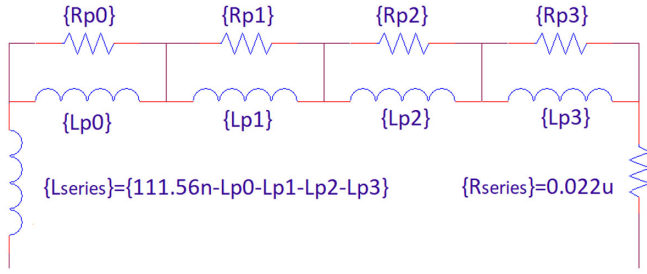 {Rp0} {Rp1} {Rp2} {Rp3}
{Lp0} {Lp1} {Lp2} {Lp3}
{Lseries}={111.56n-Lp0-Lp1-Lp2-Lp3} {Rseries}=0.022u